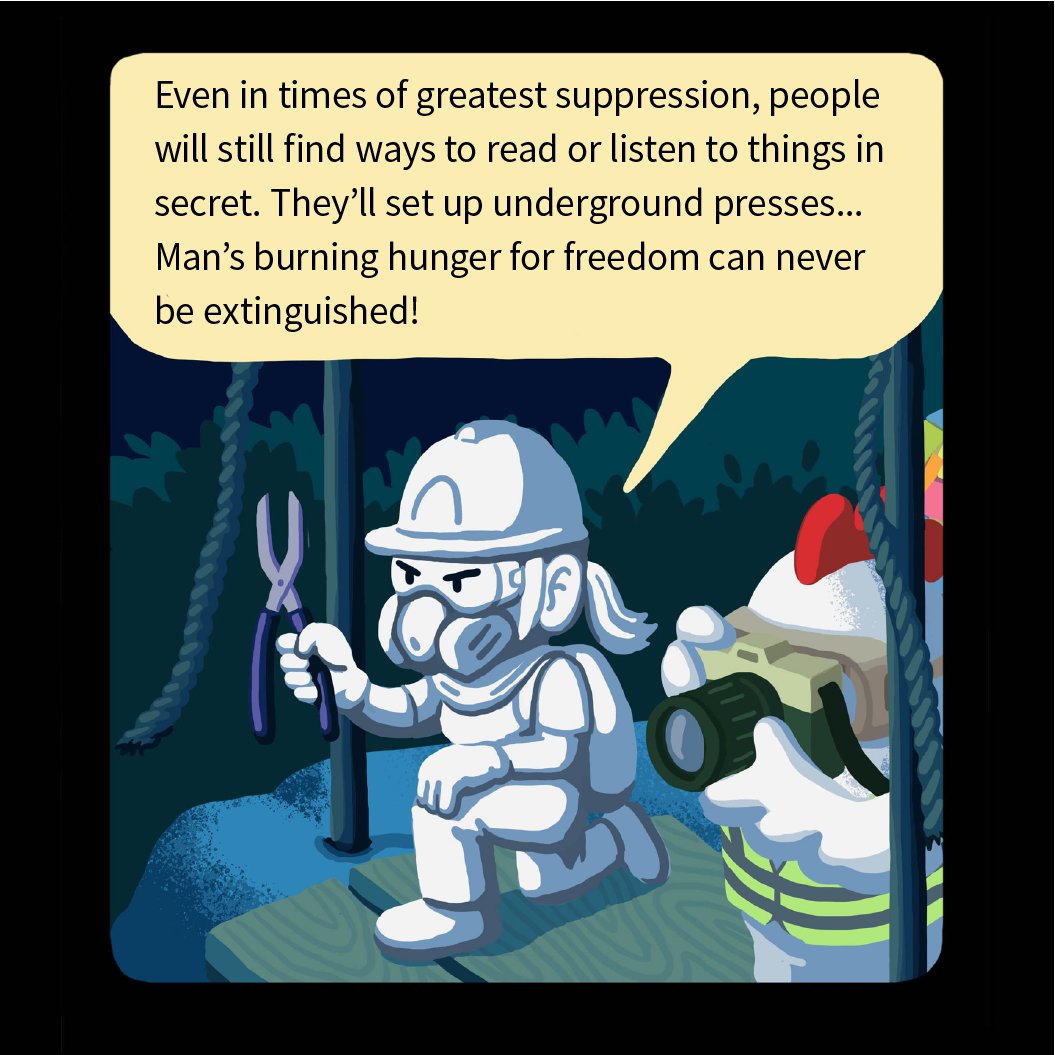 Even in times of greatest suppression, people
will still find ways to read or listen to things in
secret. They’ll set up underground presses...
Man’s burning hunger for freedom can never
be extinguished!